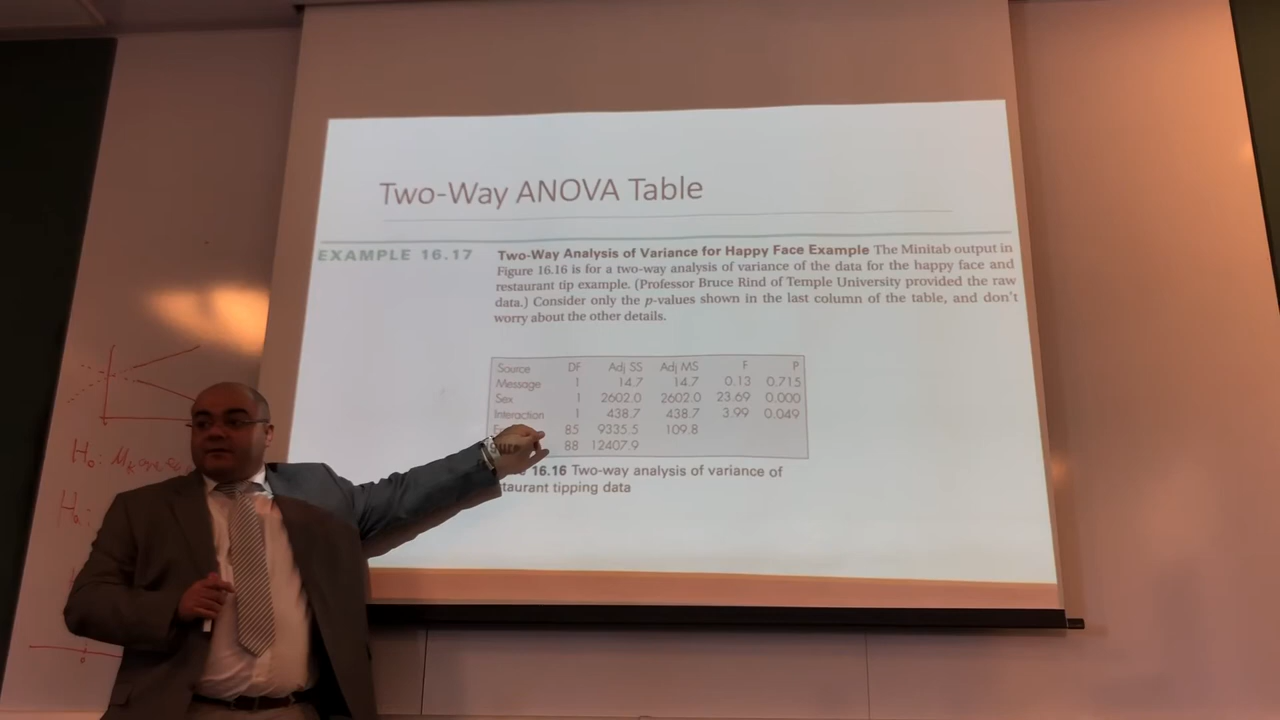 Two-Way ANOVA Table
EXAMPLE 16.17
Two-Way Analysis of Variance for Happy Face Example The Minitab output in
Figure 16.16 is for a two-way analysis of variance of the data for the happy face and
restaurant tip example. (Professor Bruce Rind of Temple University provided the raw
data.) Consider only the p-values shown in the last column of the table, and don't
worry about the other details.
Source DF Adj SS Adj MS F P
Message 1 14.7 14.7 0.13 0.715
Sex 1 2602.0 2602.0 23.69 0.000
Interaction 1 438.7 438.7 3.99 0.049
85 9335.5 109.8
88 12407.9
16.16 Two-way analysis of variance of
taurant tipping data
H₀:
Hₐ:
0